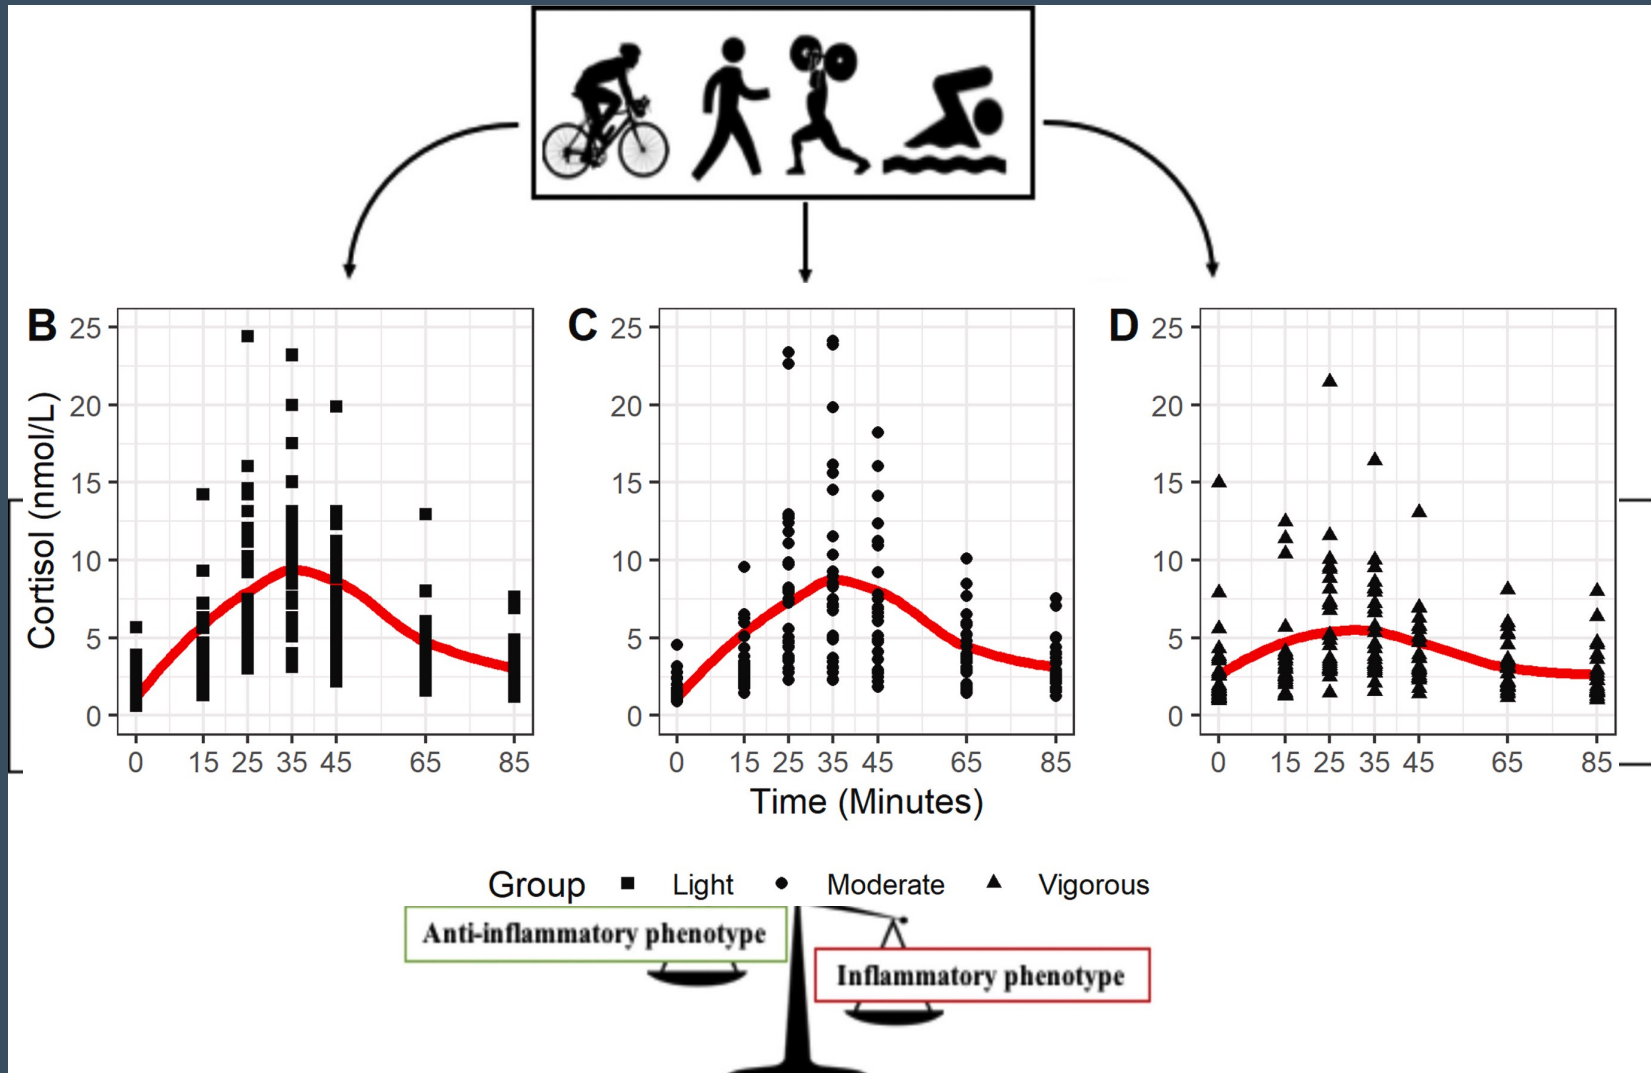 B
C
D
25
20
15
10
5
0
25
20
15
10
5
0
25
20
15
10
5
0
Cortisol (nmol/L)
0 15 25 35 45 65 85
0 15 25 35 45 65 85
0 15 25 35 45 65 85
Time (Minutes)
Group Light Moderate Vigorous
Anti-inflammatory phenotype
Inflammatory phenotype